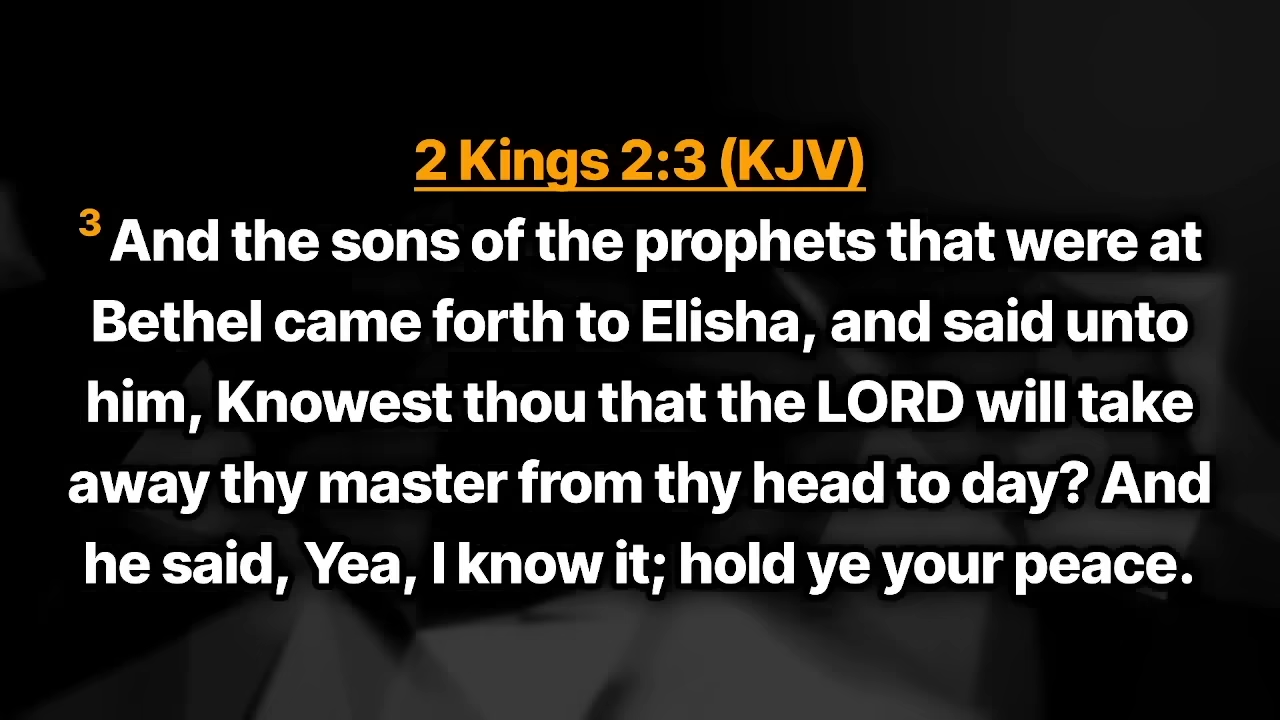 2 Kings 2:3 (KJV)
3 And the sons of the prophets that were at
Bethel came forth to Elisha, and said unto
him, Knowest thou that the LORD will take
away thy master from thy head to day? And
he said, Yea, I know it; hold ye your peace.